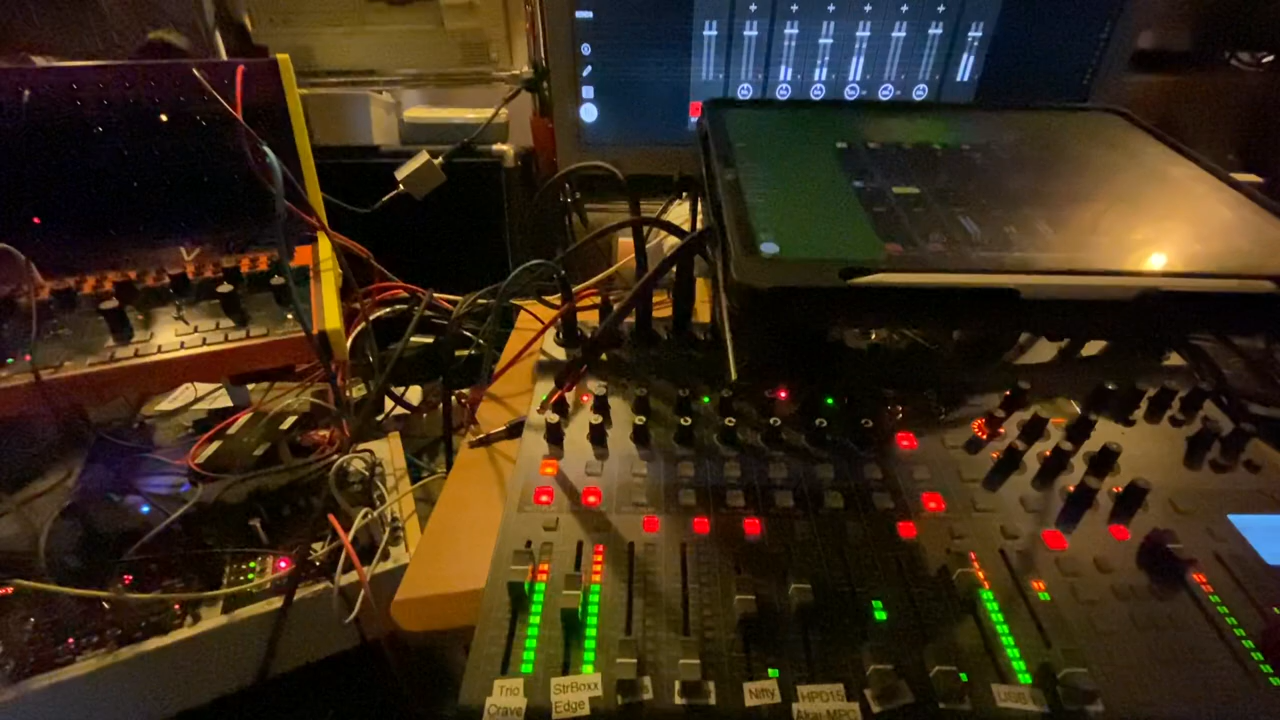 Trio
Crave
StrBoxx
Edge
Nifty
HPD15
Akai MPC
USB